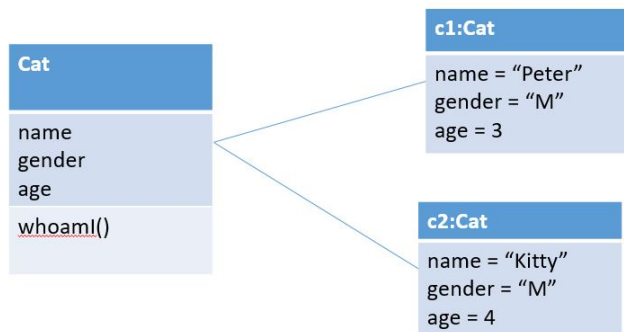 Cat
name
gender
age
whoamI()
c1:Cat
name = “Peter”
gender = “M”
age = 3
c2:Cat
name = “Kitty”
gender = “M”
age = 4